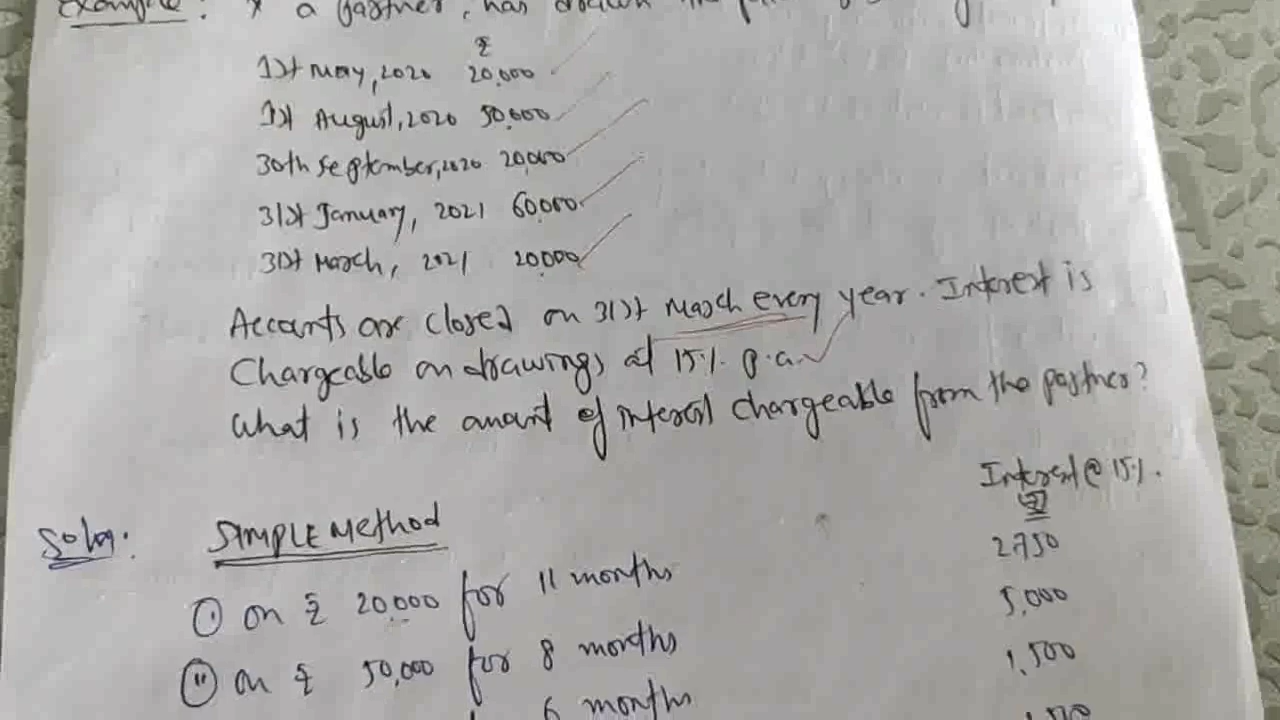 Example: X a partner, has drawn the
₹
1st May, 2020 20,000
1st August, 2020 50,000
30th September, 2020 20,000
31st January, 2021 60,000
31st March, 2021 20,000
Accounts are closed on 31st March every year. Interest is
Chargeable on drawings at 15% p.a.
What is the amount of interest chargeable from the partner?
Interest @ 15%.
Soln: SIMPLE Method
(₹)
(i) on ₹ 20,000 for 11 months 2750
(ii) on ₹ 50,000 for 8 months 5,000
6 months 1,500